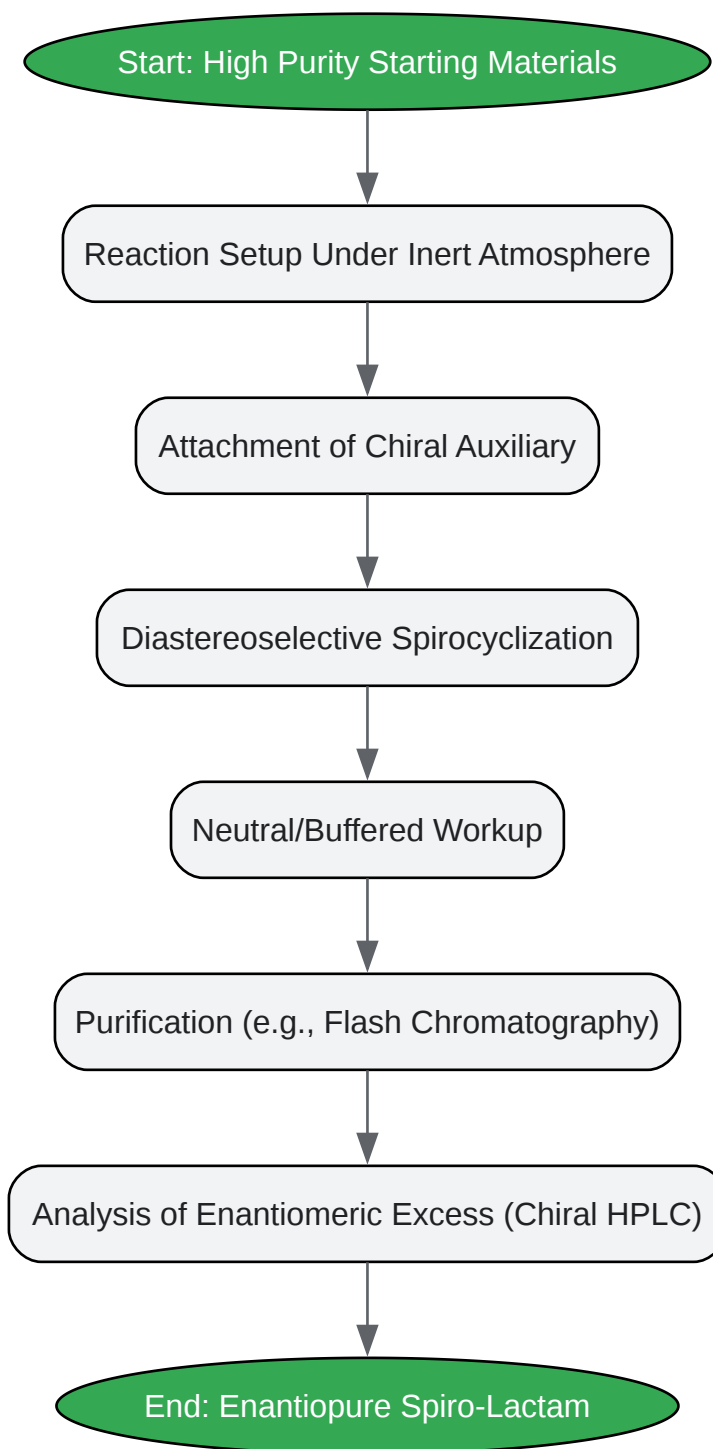 Start: High Purity Starting Materials
Reaction Setup Under Inert Atmosphere
Attachment of Chiral Auxiliary
Diastereoselective Spirocyclization
Neutral/Buffered Workup
Purification (e.g., Flash Chromatography)
Analysis of Enantiomeric Excess (Chiral HPLC)
End: Enantiopure Spiro-Lactam